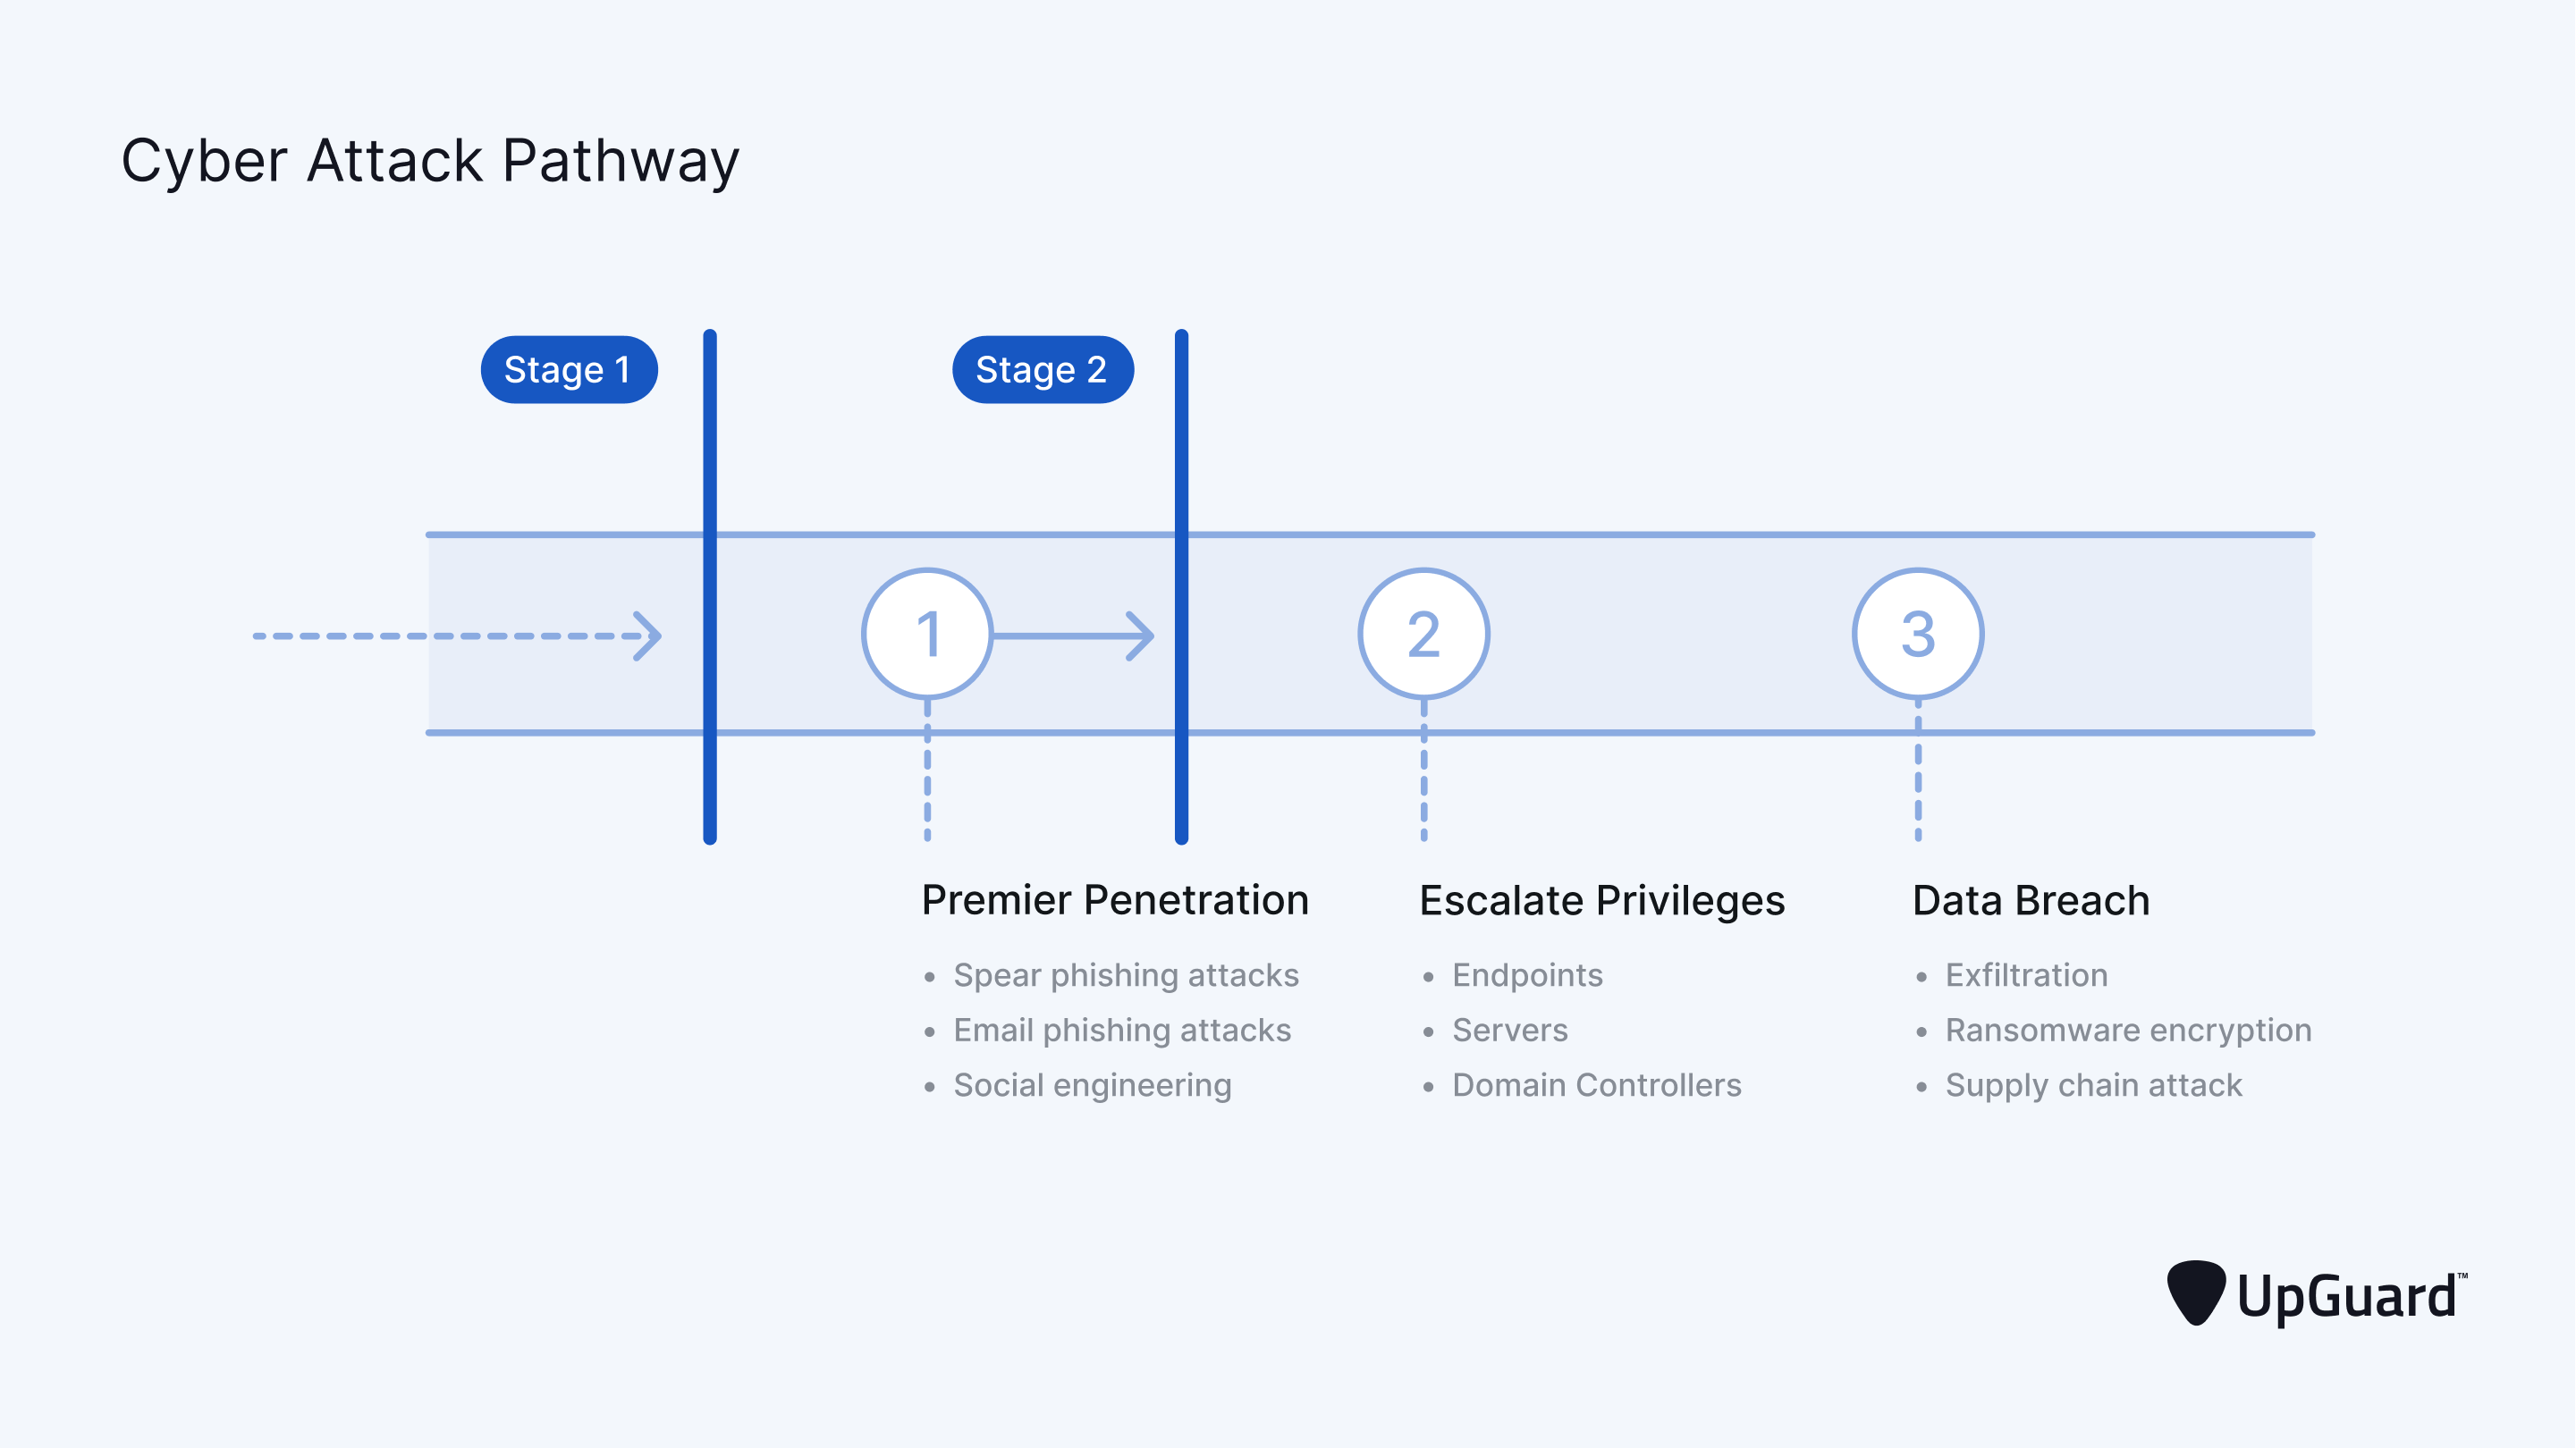 Cyber Attack Pathway
Stage 1
Stage 2
1
2
3
Premier Penetration
• Spear phishing attacks
• Email phishing attacks
• Social engineering
Escalate Privileges
• Endpoints
• Servers
• Domain Controllers
Data Breach
• Exfiltration
• Ransomware encryption
• Supply chain attack
UpGuard™